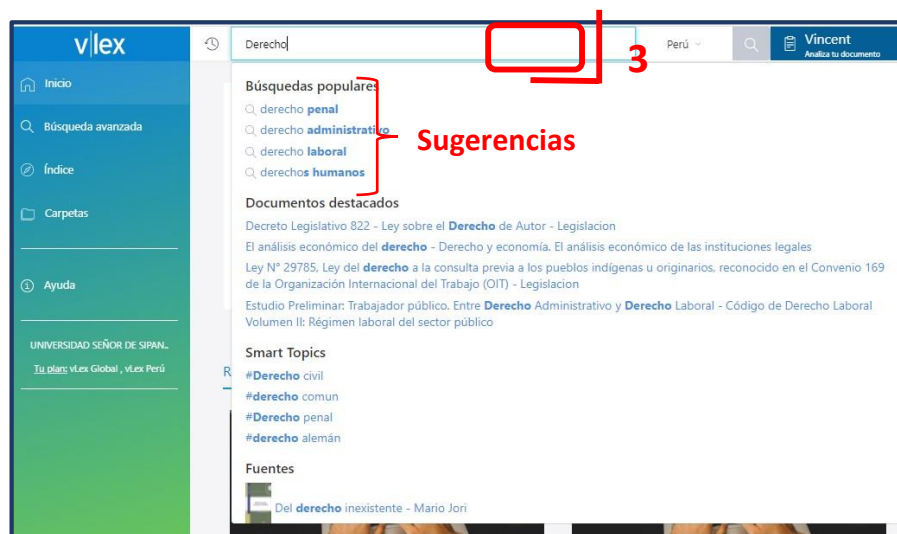 v|lex
Derecho
Perú
Vincent
Analiza tu documento
3
Inicio
Búsqueda avanzada
Índice
Carpetas
Ayuda
UNIVERSIDAD SEÑOR DE SIPAN..
Tu plan: vLex Global , vLex Perú
Búsquedas populares
derecho penal
derecho administrativo
derecho laboral
derechos humanos
Sugerencias
Documentos destacados
Decreto Legislativo 822 - Ley sobre el Derecho de Autor - Legislacion
El análisis económico del derecho - Derecho y economía. El análisis económico de las instituciones legales
Ley N° 29785, Ley del derecho a la consulta previa a los pueblos indígenas u originarios, reconocido en el Convenio 169
de la Organización Internacional del Trabajo (OIT) - Legislacion
Estudio Preliminar: Trabajador público. Entre Derecho Administrativo y Derecho Laboral - Código de Derecho Laboral
Volumen II: Régimen laboral del sector público
Smart Topics
#Derecho civil
#derecho comun
#Derecho penal
#derecho alemán
R
Fuentes
Del derecho inexistente - Mario Jori